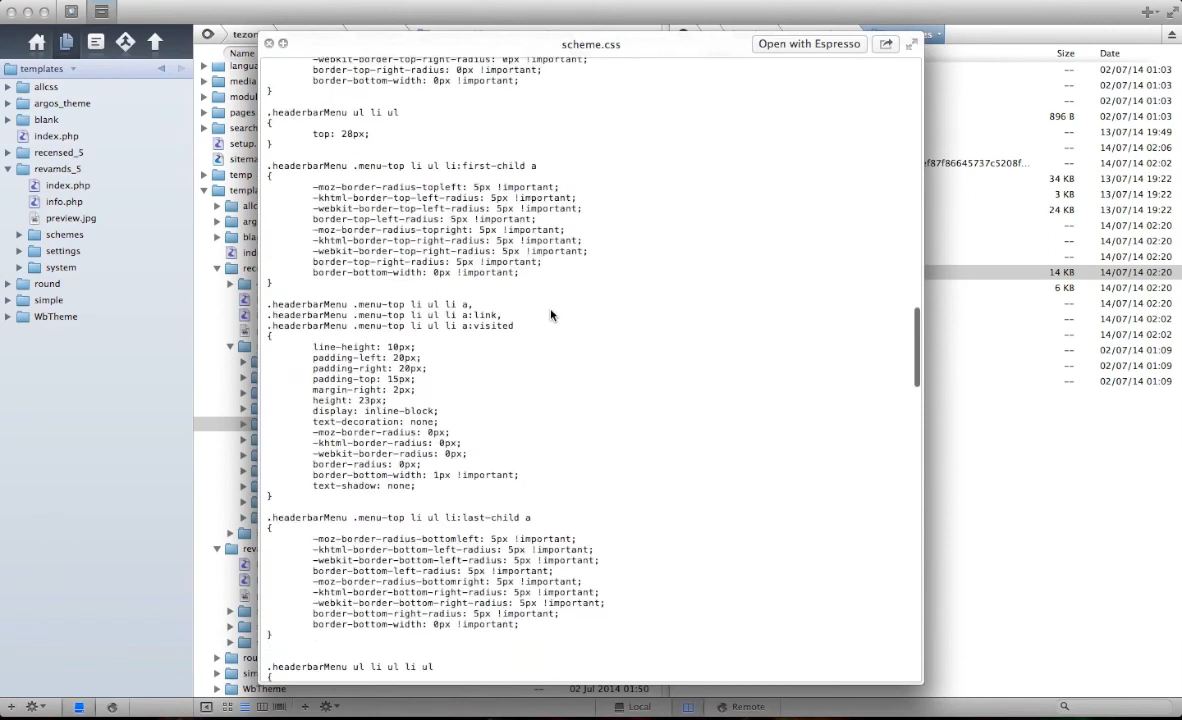 scheme.css
Open with Espresso
templates
allcss
argos_theme
blank
index.php
recensed_5
revamds_5
index.php
info.php
preview.jpg
schemes
settings
system
round
simple
WbTheme
Name
media
pages
search
setup.
temp
WbTheme
--
02 Jul 2014 01:50
-webkit-border-top-right-radius: 0px !important;
border-top-right-radius: 0px !important;
border-bottom-width: 0px !important;
}
.headerbarMenu ul li ul
{
top: 28px;
}
.headerbarMenu .menu-top li ul li:first-child a
{
-moz-border-radius-topleft: 5px !important;
-khtml-border-top-left-radius: 5px !important;
-webkit-border-top-left-radius: 5px !important;
border-top-left-radius: 5px !important;
-moz-border-radius-topright: 5px !important;
-khtml-border-top-right-radius: 5px !important;
-webkit-border-top-right-radius: 5px !important;
border-top-right-radius: 5px !important;
border-bottom-width: 0px !important;
}
.headerbarMenu .menu-top li ul li a,
.headerbarMenu .menu-top li ul li a:link,
.headerbarMenu .menu-top li ul li a:visited
{
line-height: 10px;
padding-left: 20px;
padding-right: 20px;
padding-top: 15px;
margin-right: 2px;
height: 23px;
display: inline-block;
text-decoration: none;
-moz-border-radius: 0px;
-khtml-border-radius: 0px;
-webkit-border-radius: 0px;
border-radius: 0px;
border-bottom-width: 1px !important;
text-shadow: none;
}
.headerbarMenu .menu-top li ul li:last-child a
{
-moz-border-radius-bottomleft: 5px !important;
-khtml-border-bottom-left-radius: 5px !important;
-webkit-border-bottom-left-radius: 5px !important;
border-bottom-left-radius: 5px !important;
-moz-border-radius-bottomright: 5px !important;
-khtml-border-bottom-right-radius: 5px !important;
-webkit-border-bottom-right-radius: 5px !important;
border-bottom-right-radius: 5px !important;
border-bottom-width: 0px !important;
}
.headerbarMenu ul li ul li ul
{
Size Date
-- 02/07/14 01:03
-- 02/07/14 01:03
-- 02/07/14 01:03
896 B 02/07/14 01:03
-- 13/07/14 19:49
-- 14/07/14 02:06
ef87f86645737c5208f... -- 14/07/14 02:02
34 KB 13/07/14 19:22
3 KB 13/07/14 19:22
24 KB 13/07/14 19:22
-- 14/07/14 02:20
-- 14/07/14 02:20
-- 14/07/14 02:20
14 KB 14/07/14 02:20
6 KB 14/07/14 02:20
-- 14/07/14 02:02
-- 14/07/14 02:02
-- 02/07/14 01:09
-- 02/07/14 01:09
-- 02/07/14 01:09
Local
Remote